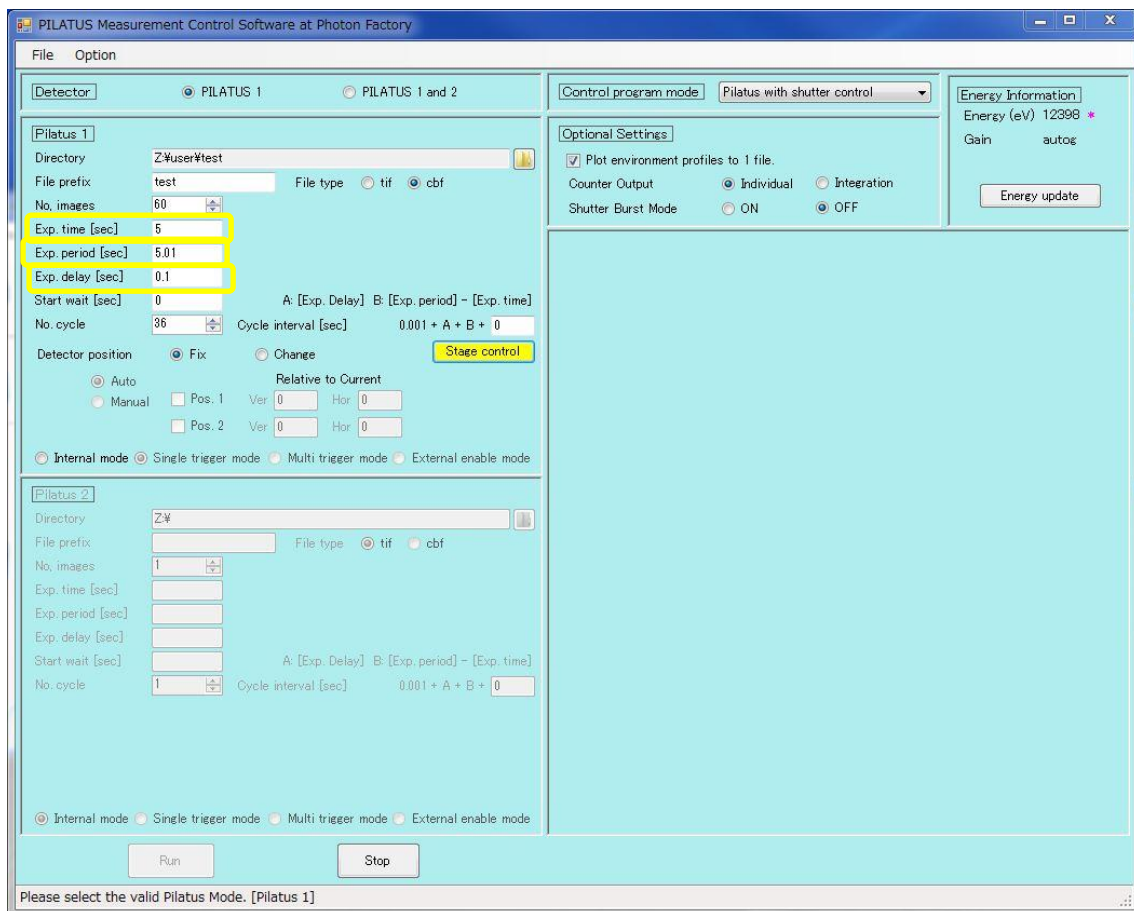 PILATUS Measurement Control Software at Photon Factory
File Option
Detector PILATUS 1 PILATUS 1 and 2
Control program mode Pilatus with shutter control
Energy Information
Energy (eV) 12398 *
Gain autog
Energy update
Pilatus 1
Directory Z:¥user¥test
File prefix test File type tif cbf
No, images 60
Exp. time [sec] 5
Exp. period [sec] 5.01
Exp. delay [sec] 0.1
Start wait [sec] 0 A: [Exp. Delay] B: [Exp. period] - [Exp. time]
No. cycle 36 Cycle interval [sec] 0.001 + A + B + 0
Detector position Fix Change Stage control
Auto Relative to Current
Manual Pos. 1 Ver 0 Hor 0
Pos. 2 Ver 0 Hor 0
Internal mode Single trigger mode Multi trigger mode External enable mode
Optional Settings
Plot environment profiles to 1 file.
Counter Output Individual Integration
Shutter Burst Mode ON OFF
Pilatus 2
Directory Z:¥
File prefix File type tif cbf
No, images 1
Exp. time [sec]
Exp. period [sec]
Exp. delay [sec]
Start wait [sec] A: [Exp. Delay] B: [Exp. period] - [Exp. time]
No. cycle 1 Cycle interval [sec] 0.001 + A + B + 0
Internal mode Single trigger mode Multi trigger mode External enable mode
Run Stop
Please select the valid Pilatus Mode. [Pilatus 1]